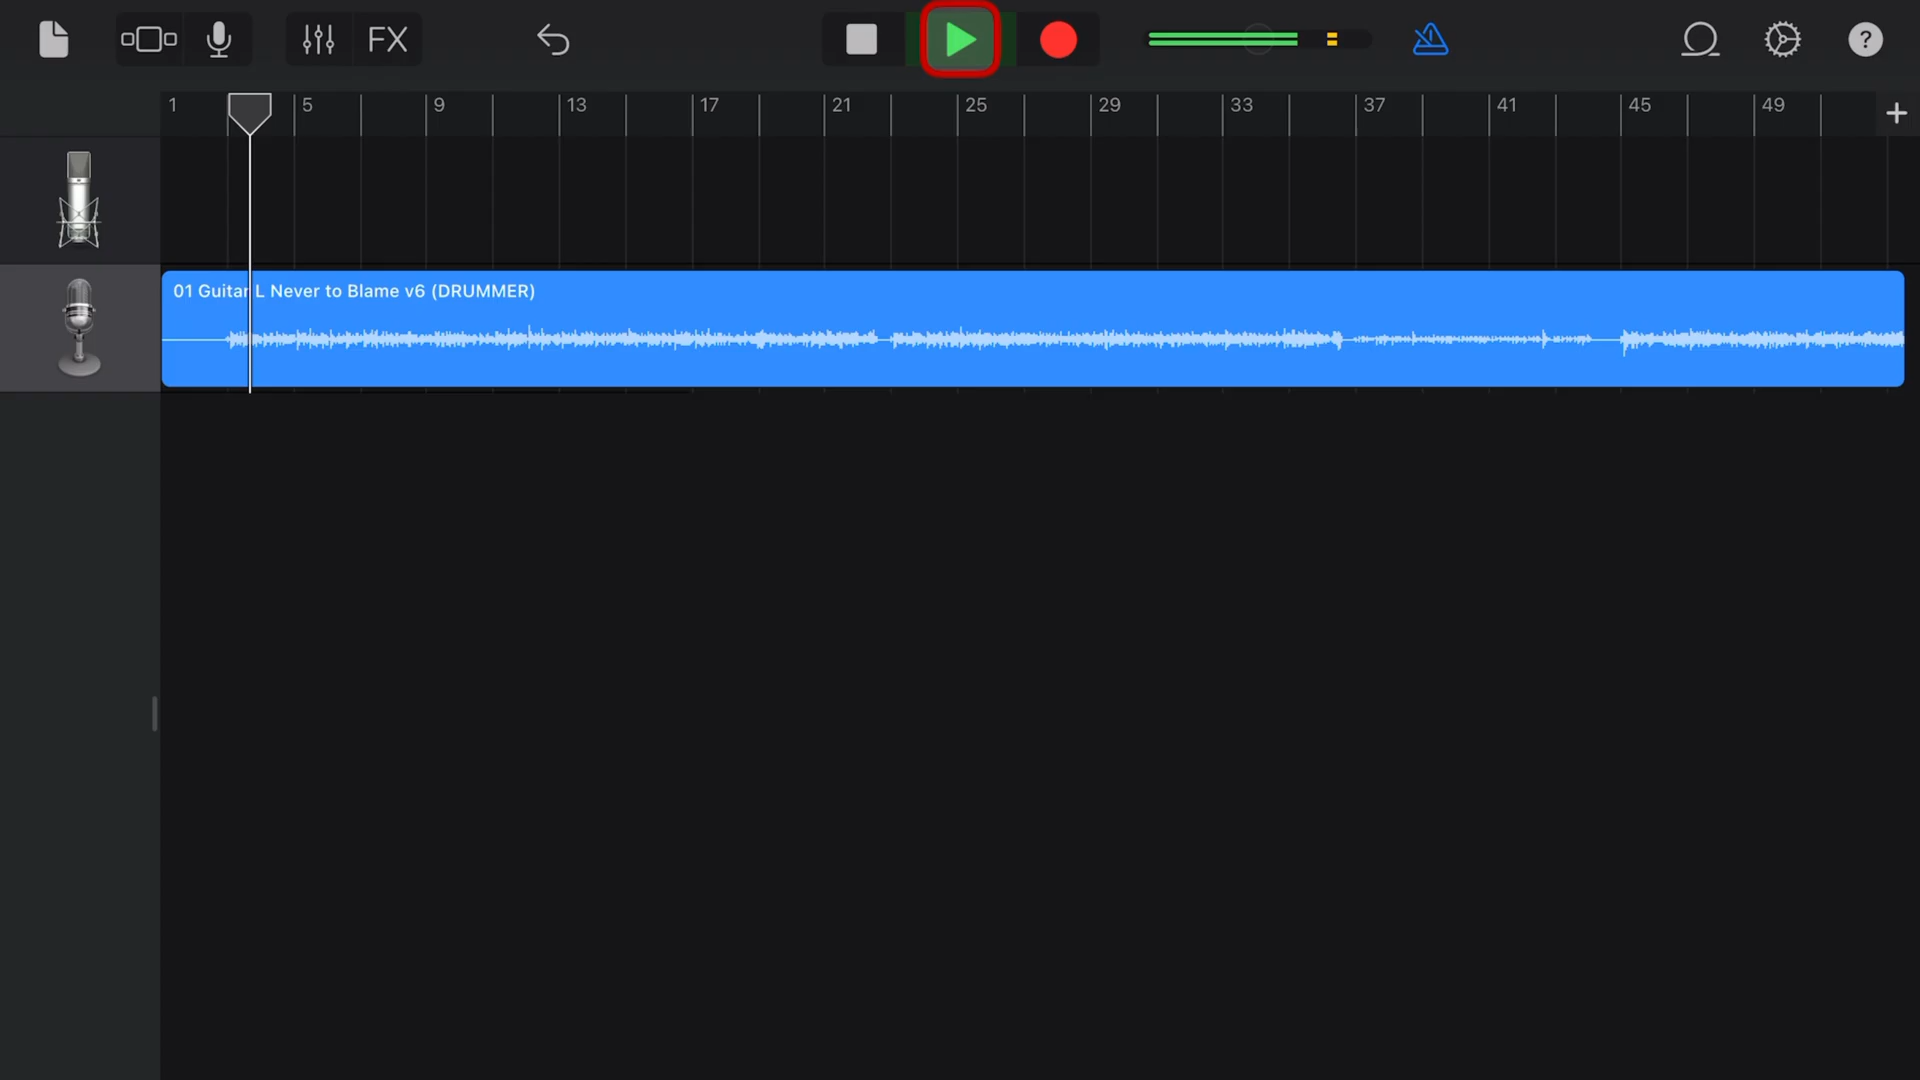 FX
?
1 5 9 13 17 21 25 29 33 37 41 45 49 +
01 Guitar L Never to Blame v6 (DRUMMER)